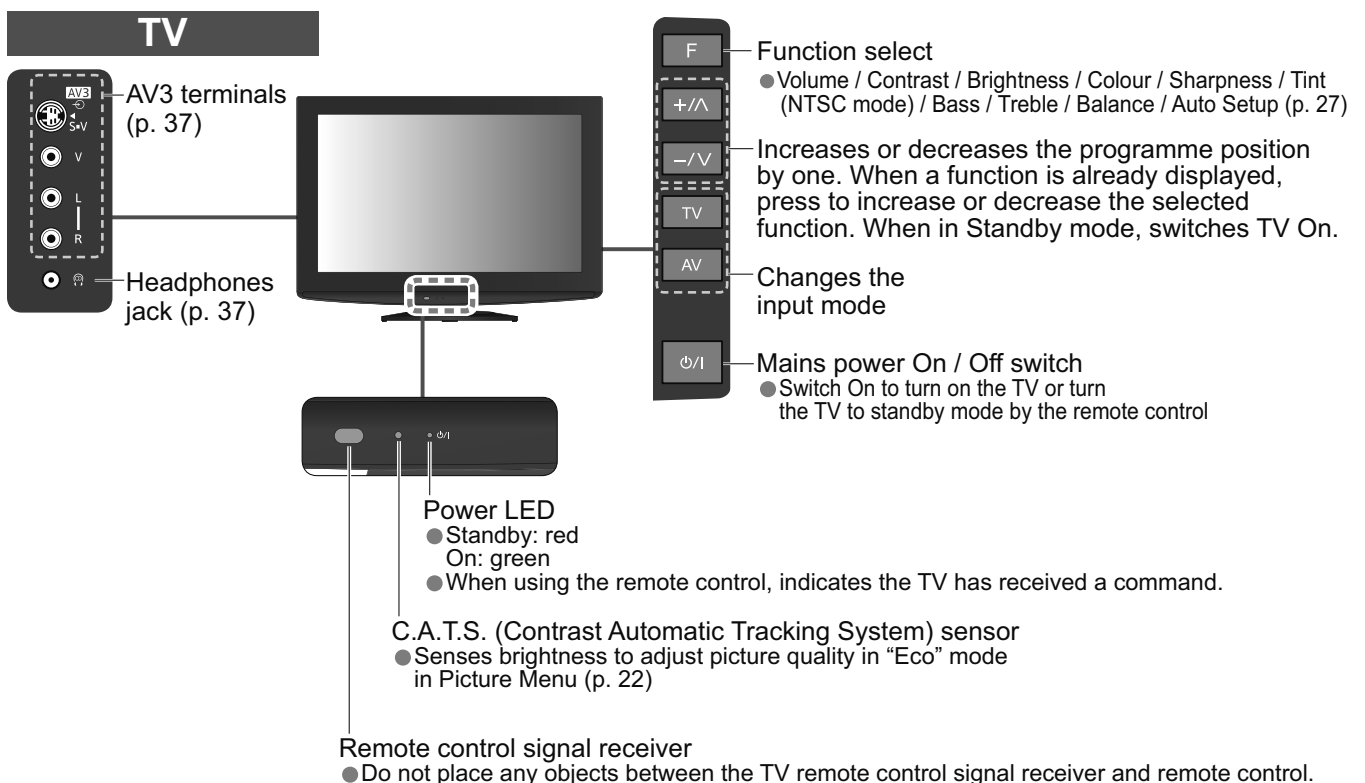 TV
AV3
S•V
V
L
R
AV3 terminals
(p. 37)
Headphones
jack (p. 37)
F
+/∧
−/∨
TV
AV
⏻/I
Function select
●Volume / Contrast / Brightness / Colour / Sharpness / Tint
(NTSC mode) / Bass / Treble / Balance / Auto Setup (p. 27)
Increases or decreases the programme position
by one. When a function is already displayed,
press to increase or decrease the selected
function. When in Standby mode, switches TV On.
Changes the
input mode
Mains power On / Off switch
●Switch On to turn on the TV or turn
the TV to standby mode by the remote control
⏻/I
Power LED
●Standby: red
On: green
●When using the remote control, indicates the TV has received a command.
C.A.T.S. (Contrast Automatic Tracking System) sensor
●Senses brightness to adjust picture quality in “Eco” mode
in Picture Menu (p. 22)
Remote control signal receiver
●Do not place any objects between the TV remote control signal receiver and remote control.